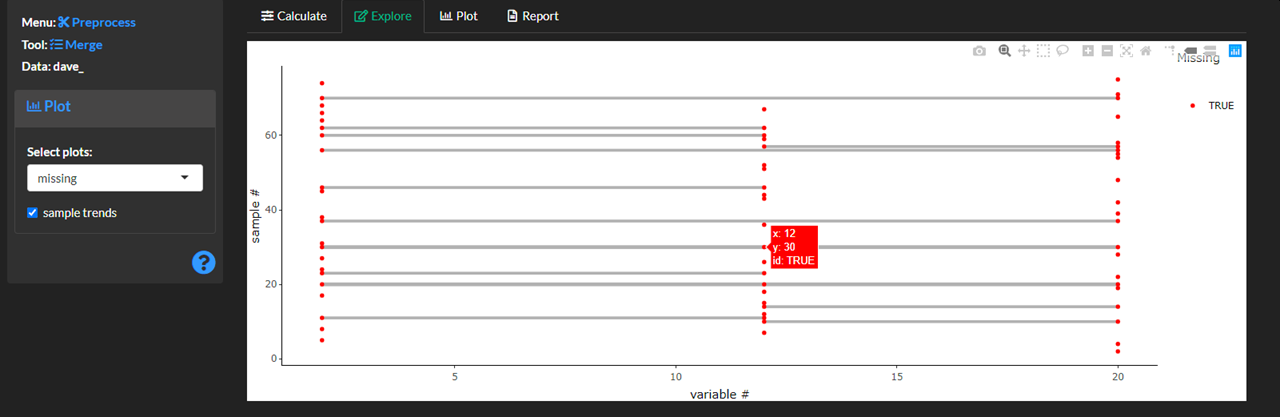 Menu: Preprocess
Tool: Merge
Data: dave_
Plot
Select plots:
missing
sample trends
?
Calculate Explore Plot Report
Missing
TRUE
sample #
60
40
20
0
x: 12
y: 30
id: TRUE
5 10 15 20
variable #